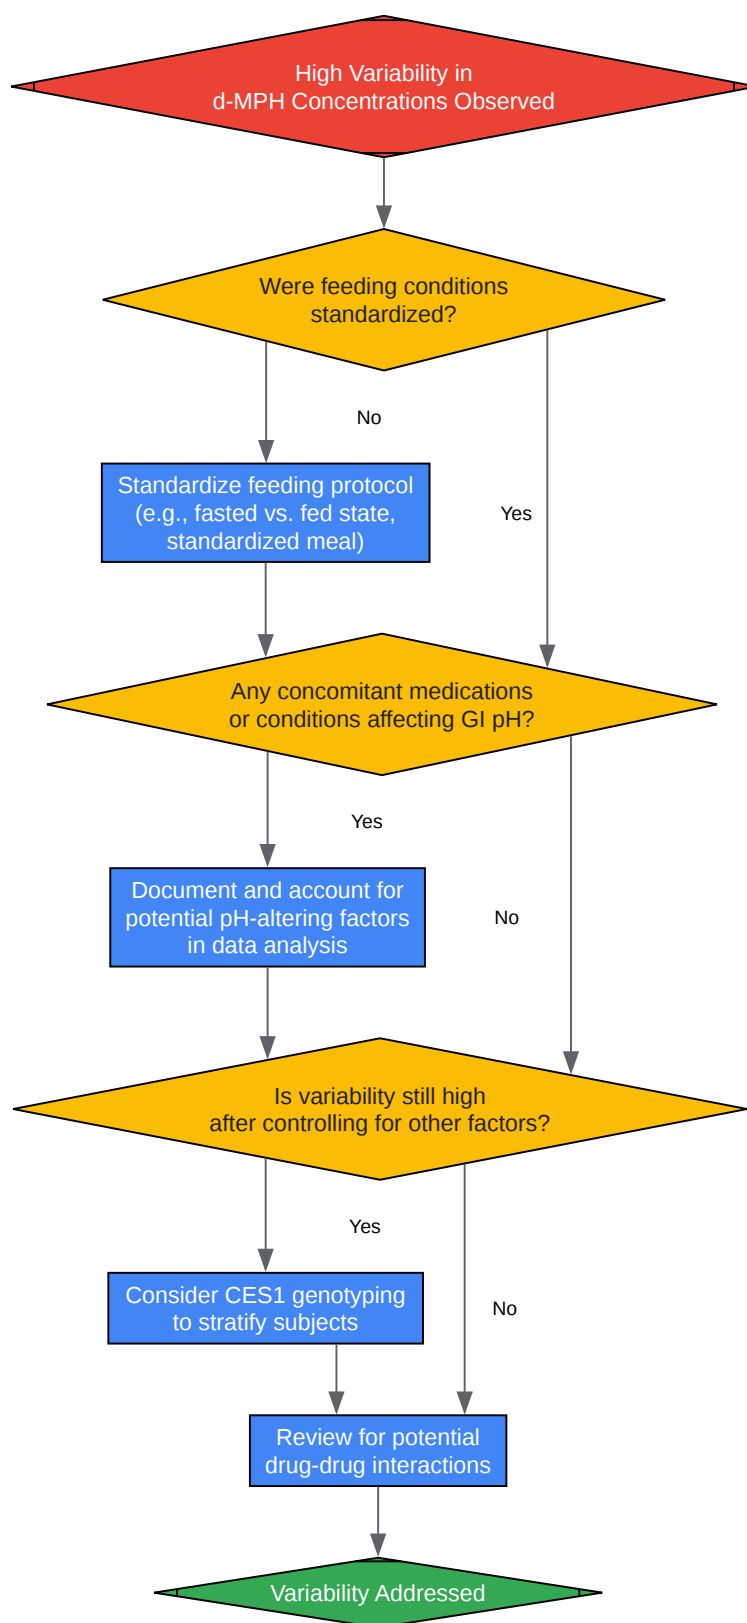 High Variability in
d-MPH Concentrations Observed
Were feeding conditions
standardized?
No
Standardize feeding protocol
(e.g., fasted vs. fed state,
standardized meal)
Yes
Any concomitant medications
or conditions affecting GI pH?
Yes
Document and account for
potential pH-altering factors
in data analysis
No
Is variability still high
after controlling for other factors?
Yes
Consider CES1 genotyping
to stratify subjects
No
Review for potential
drug-drug interactions
Variability Addressed